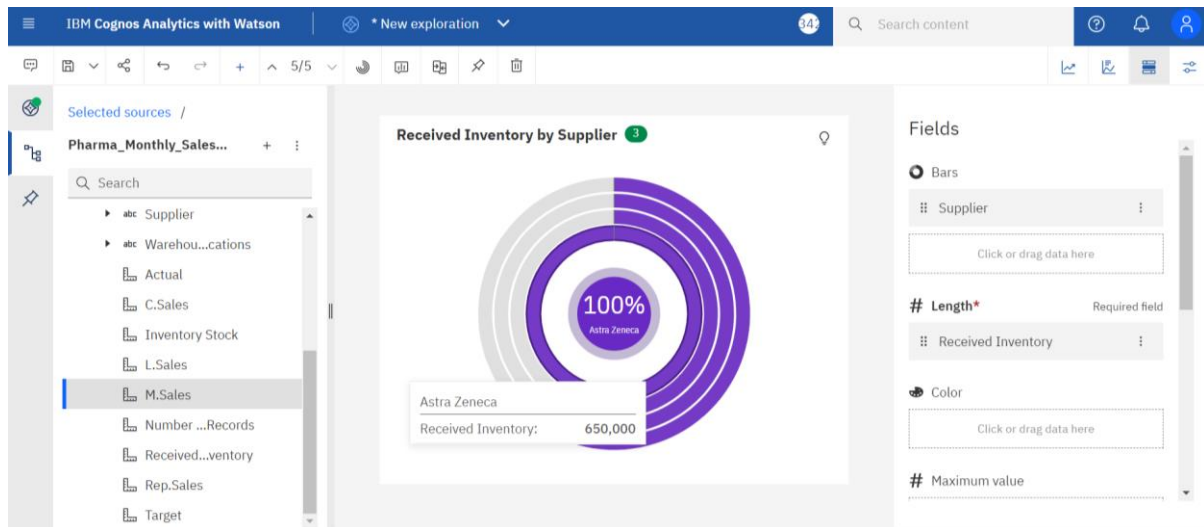 IBM Cognos Analytics with Watson
* New exploration
342
Search content
5/5
Selected sources /
Pharma_Monthly_Sales...
Search
abc Supplier
abc Warehou...cations
Actual
C.Sales
Inventory Stock
L.Sales
M.Sales
Number ...Records
Received...ventory
Rep.Sales
Target
Received Inventory by Supplier 3
100%
Astra Zeneca
Astra Zeneca
Received Inventory: 650,000
Fields
Bars
Supplier
Click or drag data here
# Length* Required field
Received Inventory
Color
Click or drag data here
# Maximum value